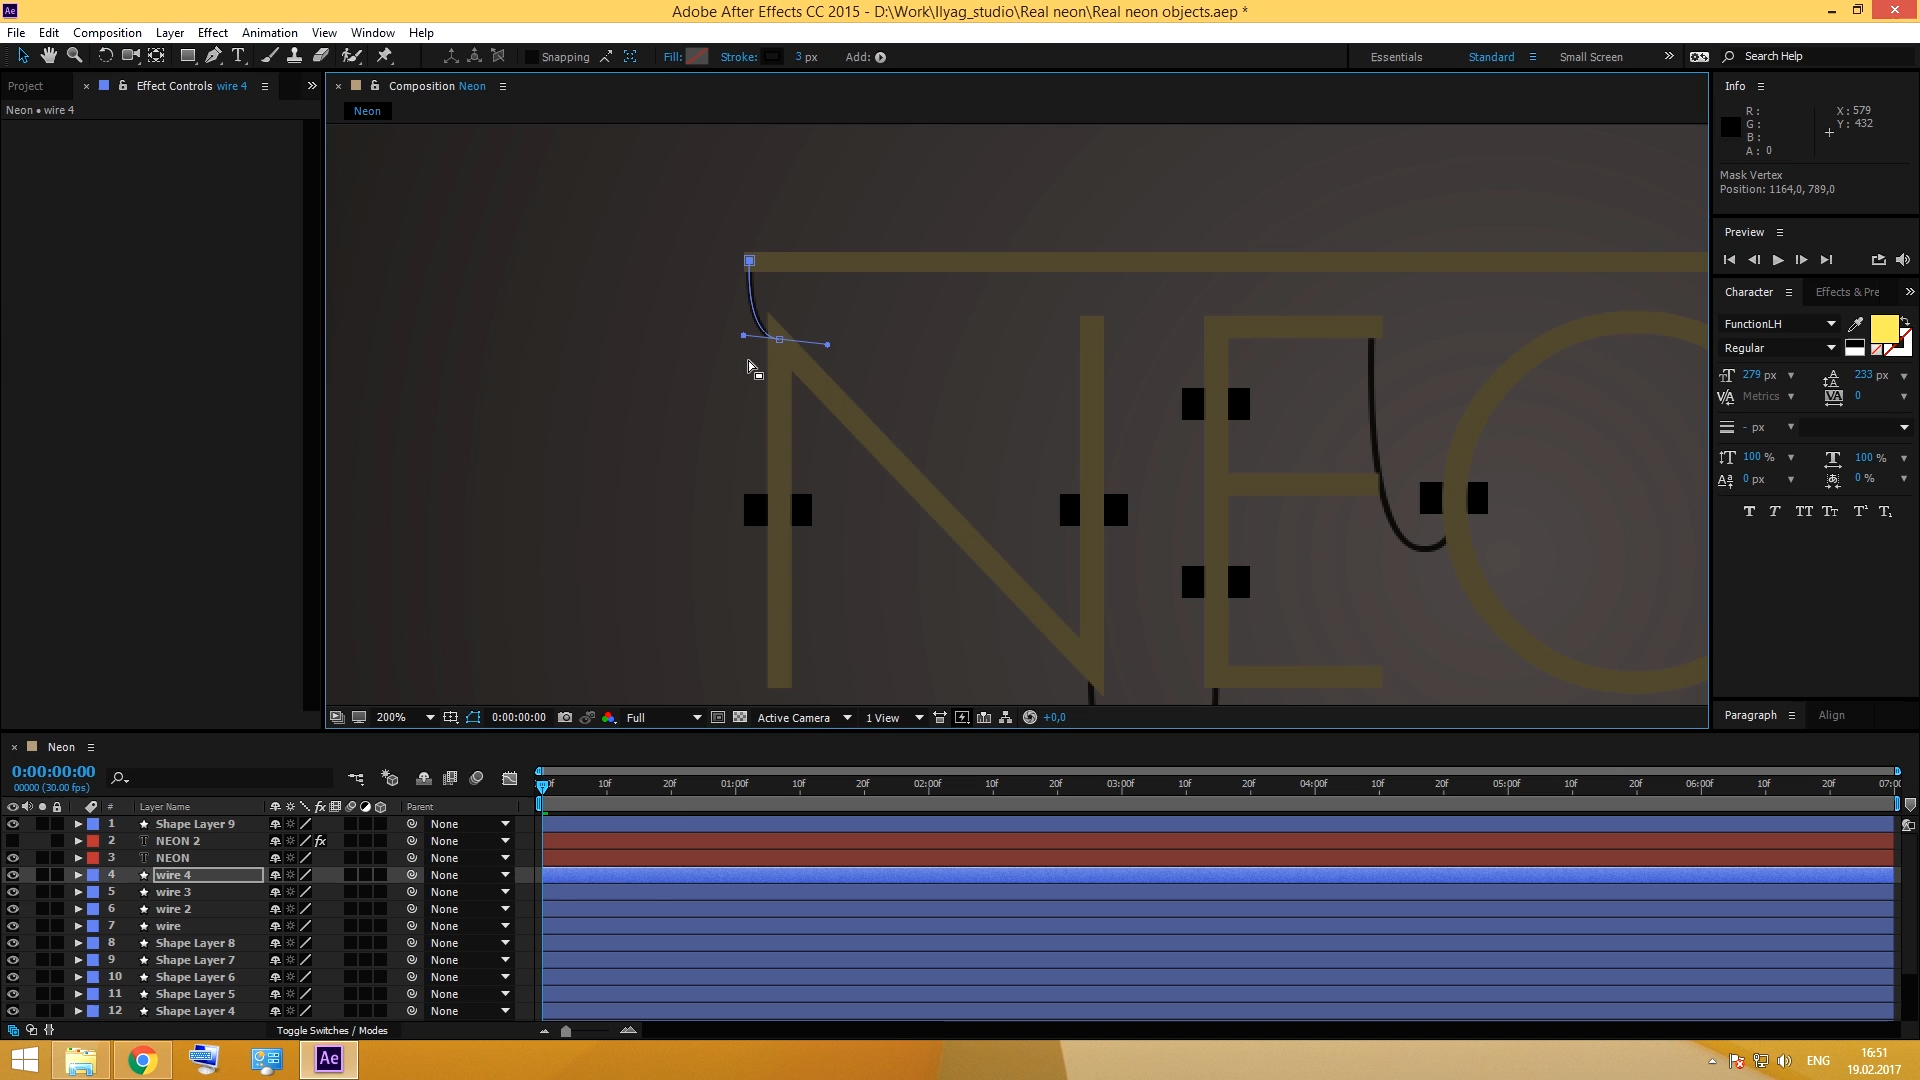 Ae
Adobe After Effects CC 2015 - D:\Work\Ilyag_studio\Real neon\Real neon objects.aep *
File Edit Composition Layer Effect Animation View Window Help
Snapping Fill: Stroke: 3 px Add: Essentials Standard Small Screen Search Help
Project Effect Controls wire 4 Composition Neon Info
Neon • wire 4
Neon
R: X: 579
G: Y: 432
B:
A: 0
Mask Vertex
Position: 1164,0, 789,0
Preview
Character Effects & Pre
FunctionLH
Regular
279 px 233 px
Metrics 0
- px
100 % 100 %
0 px 0 %
T T TT Tt T¹ T₁
Paragraph Align
200% 0:00:00:00 Full Active Camera 1 View +0,0
Neon
0:00:00:00
00000 (30.00 fps)
10f 20f 01:00f 10f 20f 02:00f 10f 20f 03:00f 10f 20f 04:00f 10f 20f 05:00f 10f 20f 06:00f 10f 20f 07:0
# Layer Name Parent
1 Shape Layer 9 None
2 NEON 2 None
3 NEON None
4 wire 4 None
5 wire 3 None
6 wire 2 None
7 wire None
8 Shape Layer 8 None
9 Shape Layer 7 None
10 Shape Layer 6 None
11 Shape Layer 5 None
12 Shape Layer 4 None
Toggle Switches / Modes
Ae ENG 16:51
19.02.2017